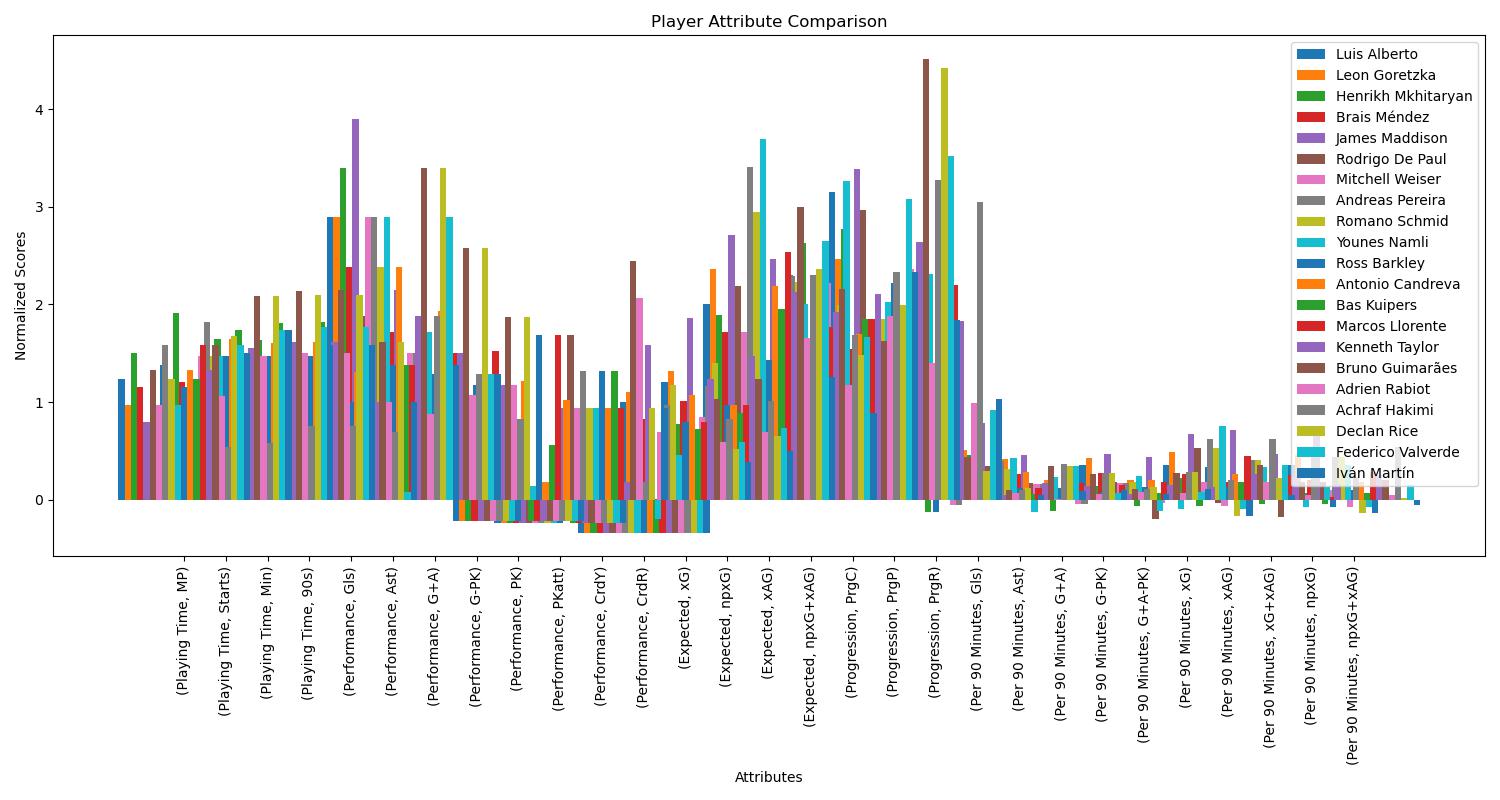 Player Attribute Comparison
Normalized Scores
4
3
2
1
0
Luis Alberto
Leon Goretzka
Henrikh Mkhitaryan
Brais Méndez
James Maddison
Rodrigo De Paul
Mitchell Weiser
Andreas Pereira
Romano Schmid
Younes Namli
Ross Barkley
Antonio Candreva
Bas Kuipers
Marcos Llorente
Kenneth Taylor
Bruno Guimarães
Adrien Rabiot
Achraf Hakimi
Declan Rice
Federico Valverde
Iván Martín
(Playing Time, MP)
(Playing Time, Starts)
(Playing Time, Min)
(Playing Time, 90s)
(Performance, Gls)
(Performance, Ast)
(Performance, G+A)
(Performance, G-PK)
(Performance, PK)
(Performance, PKatt)
(Performance, CrdY)
(Performance, CrdR)
(Expected, xG)
(Expected, npxG)
(Expected, xAG)
(Expected, npxG+xAG)
(Progression, PrgC)
(Progression, PrgP)
(Progression, PrgR)
(Per 90 Minutes, Gls)
(Per 90 Minutes, Ast)
(Per 90 Minutes, G+A)
(Per 90 Minutes, G-PK)
(Per 90 Minutes, G+A-PK)
(Per 90 Minutes, xG)
(Per 90 Minutes, xAG)
(Per 90 Minutes, xG+xAG)
(Per 90 Minutes, npxG)
(Per 90 Minutes, npxG+xAG)
Attributes